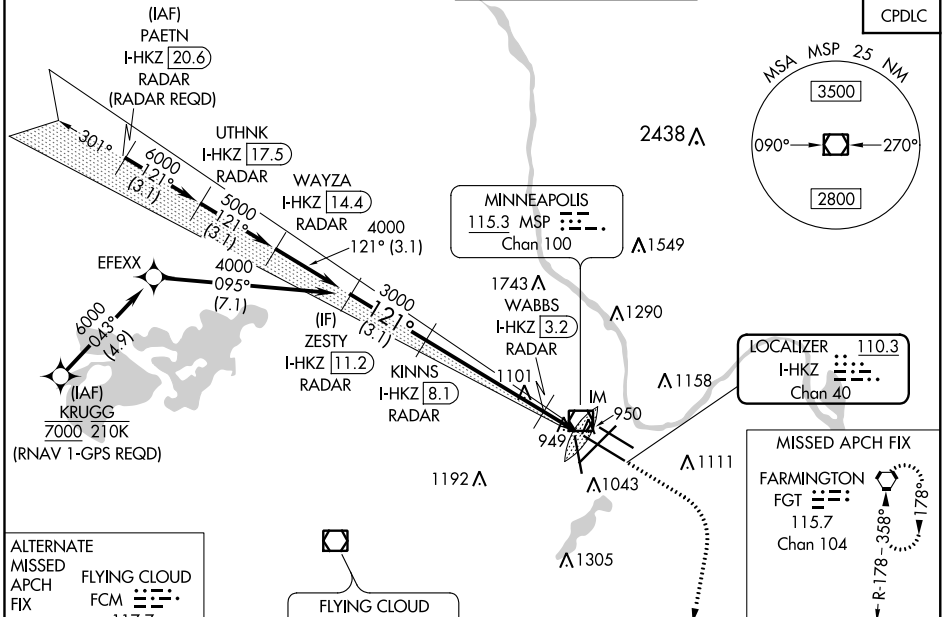 (IAF)
PAETN
I-HKZ 20.6
RADAR
(RADAR REQD)
CPDLC
MSA MSP 25 NM
3500
090°
270°
2800
2438
301°
6000
121°
(3.1)
UTHNK
I-HKZ 17.5
RADAR
5000
121°
(3.1)
WAYZA
I-HKZ 14.4
RADAR
4000
121° (3.1)
MINNEAPOLIS
115.3 MSP
Chan 100
1549
EFEXX
4000
095°
(7.1)
6000
043°
(4.9)
3000
121°
(3.1)
1743
WABBS
I-HKZ 3.2
RADAR
1290
(IF)
ZESTY
I-HKZ 11.2
RADAR
KINNS
I-HKZ 8.1
RADAR
1101
1158
LOCALIZER 110.3
I-HKZ
Chan 40
(IAF)
KRUGG
7000 210K
(RNAV 1-GPS REQD)
IM
950
949
1192
1043
1111
1305
MISSED APCH FIX
FARMINGTON
FGT
115.7
Chan 104
R-178
358°
178°
ALTERNATE
MISSED
APCH
FIX
FLYING CLOUD
FCM
FLYING CLOUD